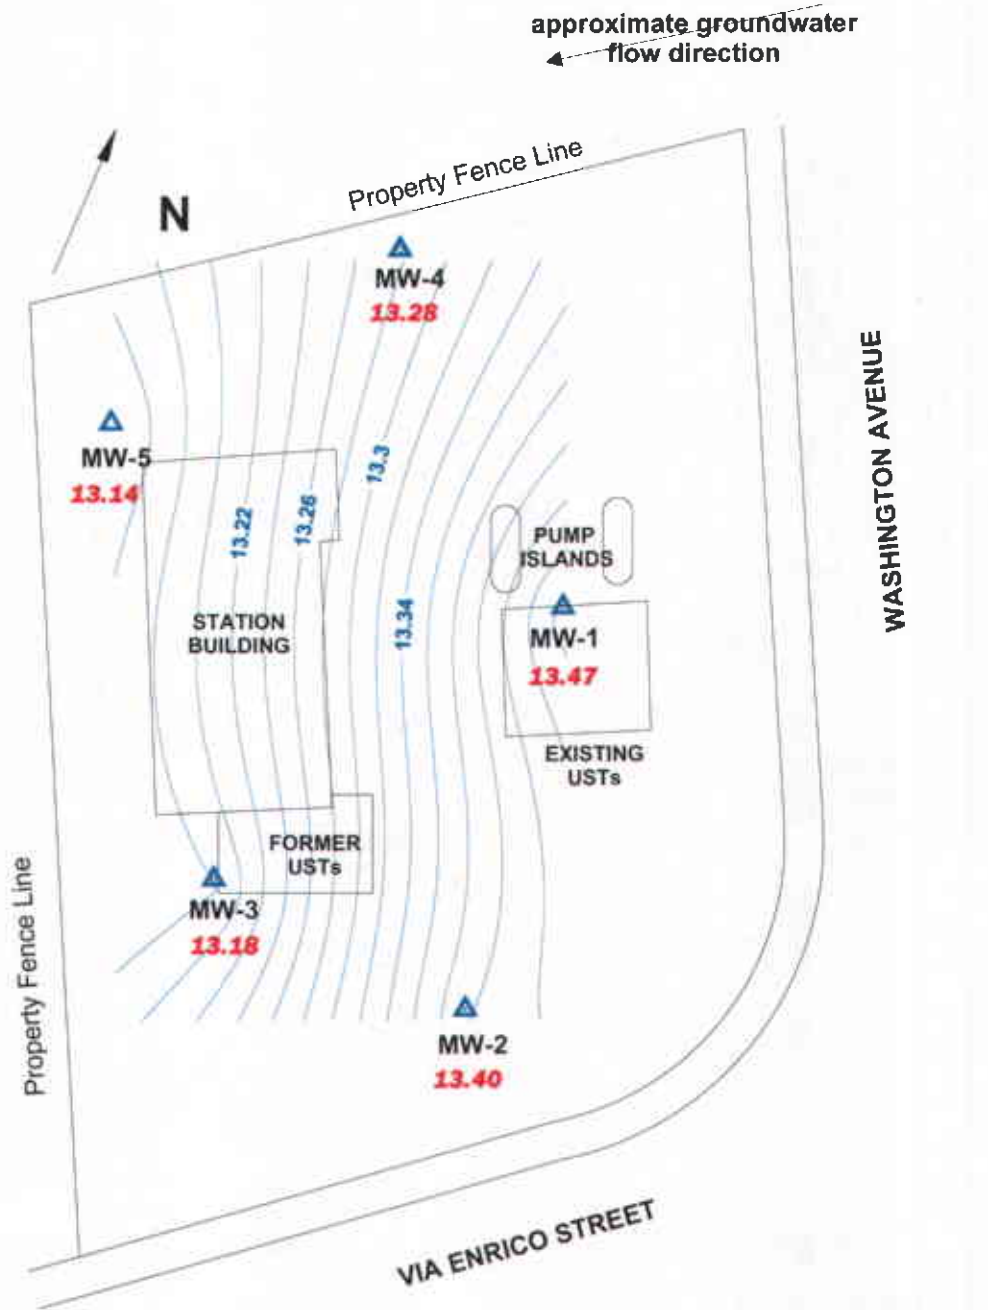 approximate groundwater
flow direction
Property Fence Line
N
MW-4
13.28
WASHINGTON AVENUE
MW-5
13.14
13.3
13.22
13.26
PUMP
ISLANDS
STATION
BUILDING
13.34
MW-1
13.47
EXISTING
USTs
FORMER
USTs
MW-3
13.18
Property Fence Line
MW-2
13.40
VIA ENRICO STREET